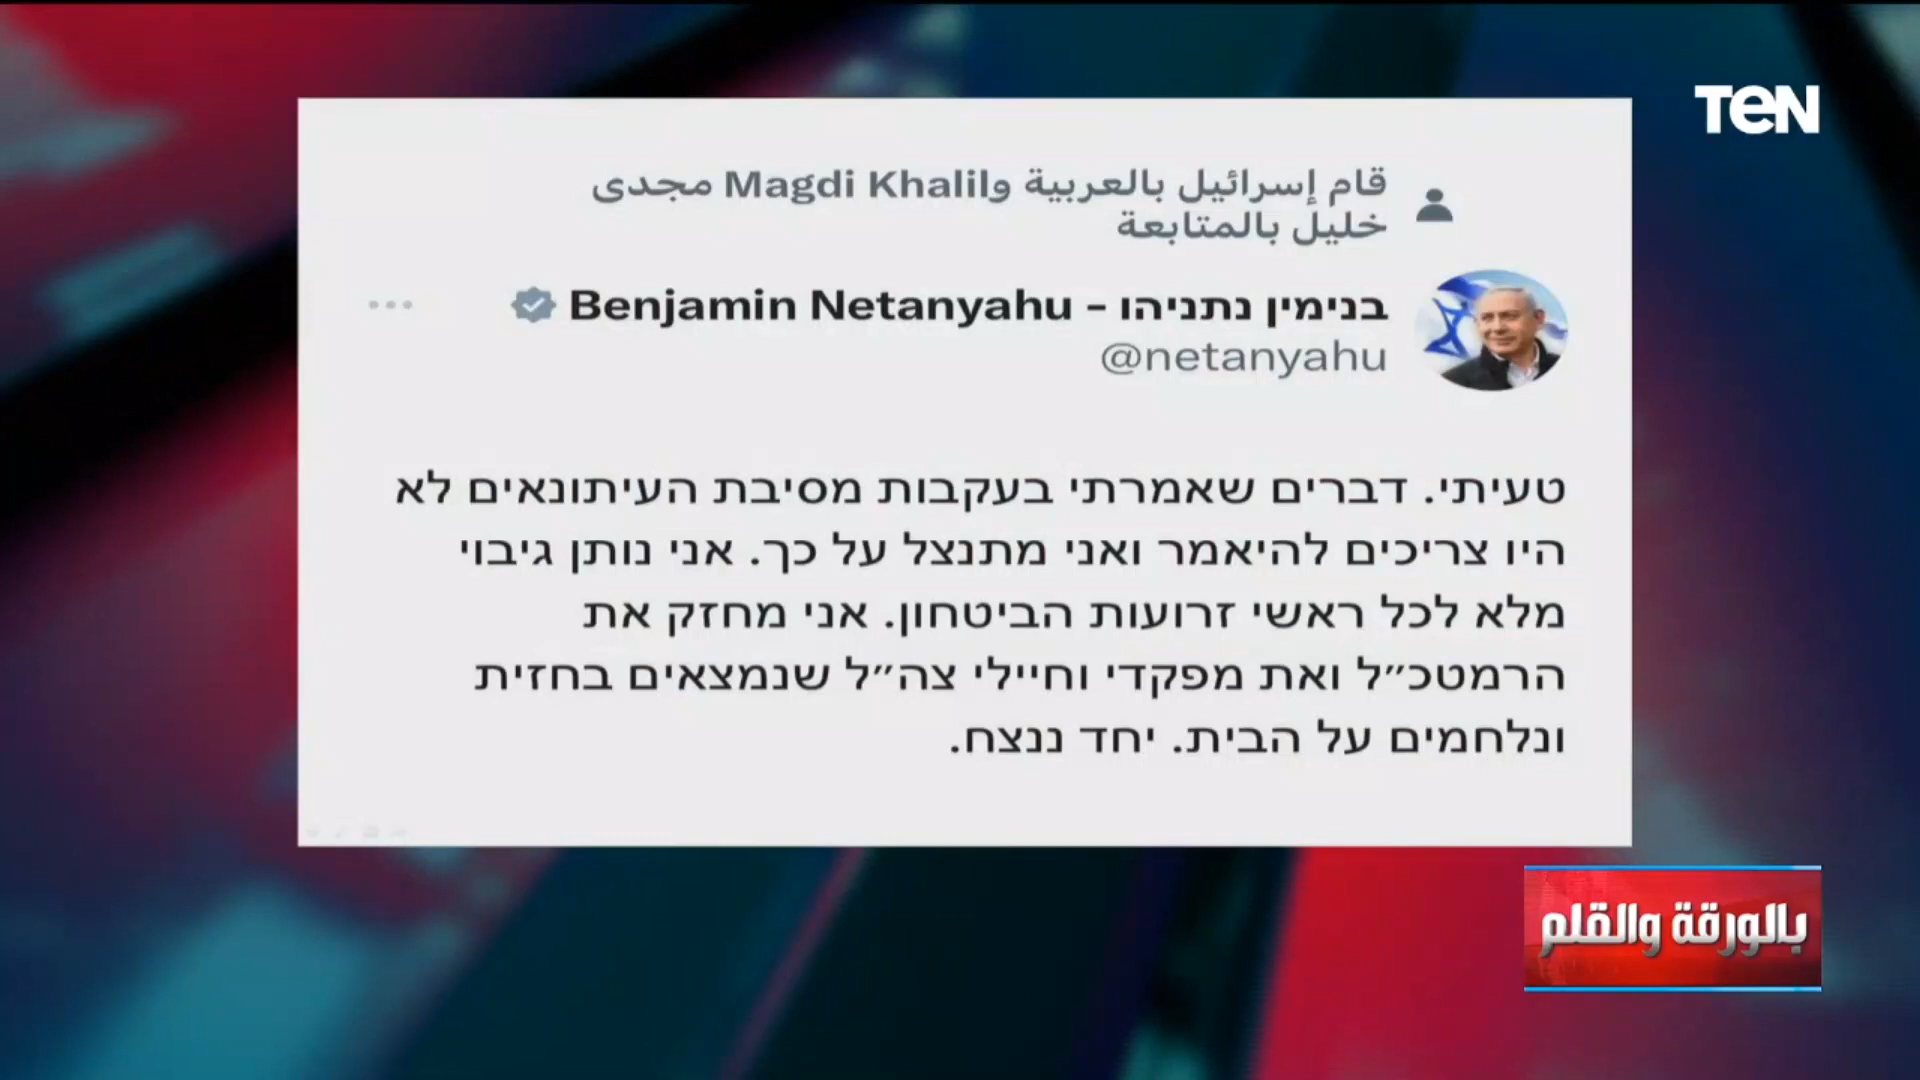 TeN
قام إسرائيل بالعربية وMagdi Khalil مجدى
خليل بالمتابعة
Benjamin Netanyahu - בנימין נתניהו
@netanyahu
טעיתי. דברים שאמרתי בעקבות מסיבת העיתונאים לא
היו צריכים להיאמר ואני מתנצל על כך. אני נותן גיבוי
מלא לכל ראשי זרועות הביטחון. אני מחזק את
הרמטכ״ל ואת מפקדי וחיילי צה״ל שנמצאים בחזית
ונלחמים על הבית. יחד ננצח.
بالورقة والقلم